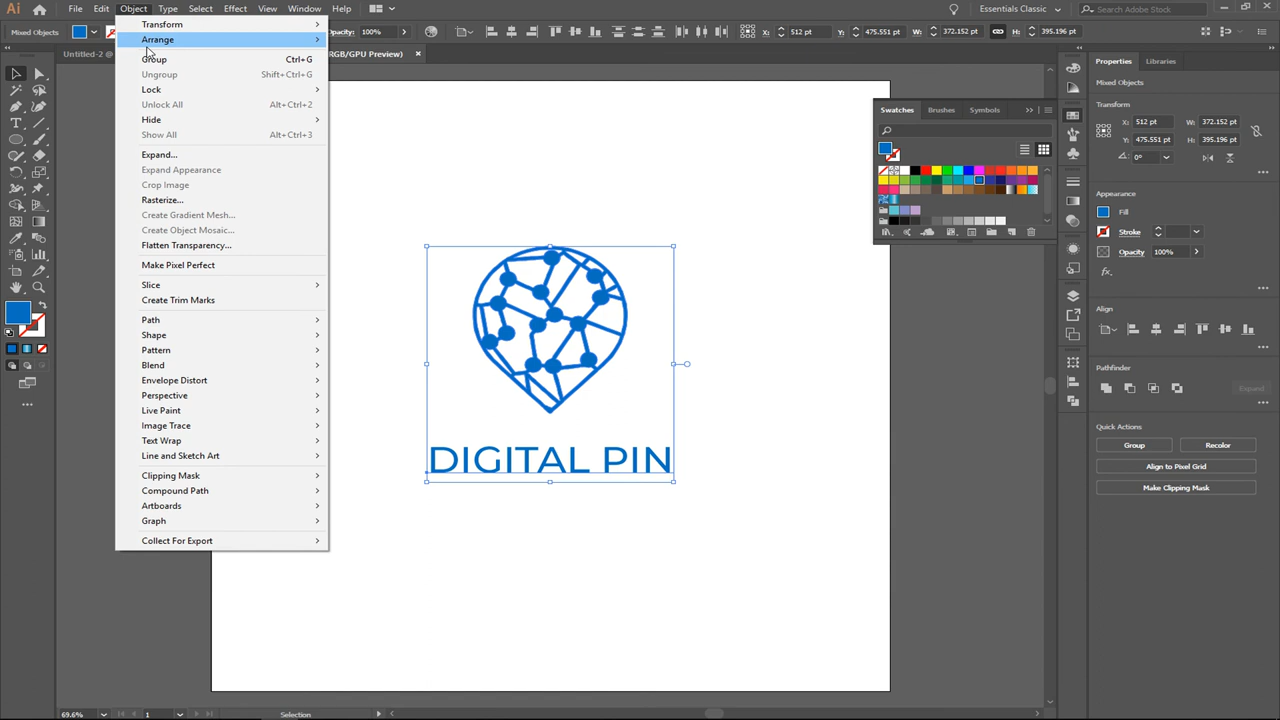 Ai File Edit Object Type Select Effect View Window Help Essentials Classic Search Adobe Stock
Mixed Objects Opacity: 100% X: 512 pt Y: 475.551 pt W: 372.152 pt H: 395.196 pt
Untitled-2 @ RGB/GPU Preview) ×
Transform
Arrange
Group Ctrl+G
Ungroup Shift+Ctrl+G
Lock
Unlock All Alt+Ctrl+2
Hide
Show All Alt+Ctrl+3
Expand...
Expand Appearance
Crop Image
Rasterize...
Create Gradient Mesh...
Create Object Mosaic...
Flatten Transparency...
Make Pixel Perfect
Slice
Create Trim Marks
Path
Shape
Pattern
Blend
Envelope Distort
Perspective
Live Paint
Image Trace
Text Wrap
Line and Sketch Art
Clipping Mask
Compound Path
Artboards
Graph
Collect For Export
DIGITAL PIN
Swatches Brushes Symbols
Properties Libraries
Mixed Objects
Transform
X: 512 pt W: 372.152 pt
Y: 475.551 pt H: 395.196 pt
0°
Appearance
Fill
Stroke
Opacity 100%
fx.
Align
Pathfinder
Expand
Quick Actions
Group Recolor
Align to Pixel Grid
Make Clipping Mask
69.6% 1 Selection